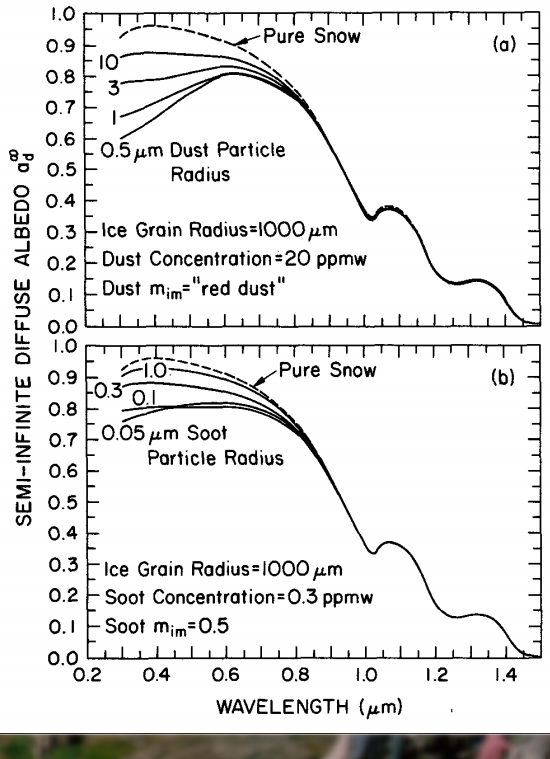 1.0
0.9
0.8
0.7
0.6
0.5
0.4
0.3
0.2
0.1
0.0
Pure Snow
(a)
10
3
1
0.5 μm Dust Particle
Radius
Ice Grain Radius=1000 μm
Dust Concentration=20 ppmw
Dust m_im="red dust"
SEMI-INFINITE DIFFUSE ALBEDO a_d^∞
1.0
0.9
0.8
0.7
0.6
0.5
0.4
0.3
0.2
0.1
0.0
Pure Snow
(b)
1.0
0.3
0.1
0.05 μm Soot
Particle Radius
Ice Grain Radius=1000 μm
Soot Concentration=0.3 ppmw
Soot m_im=0.5
0.2 0.4 0.6 0.8 1.0 1.2 1.4
WAVELENGTH (μm)